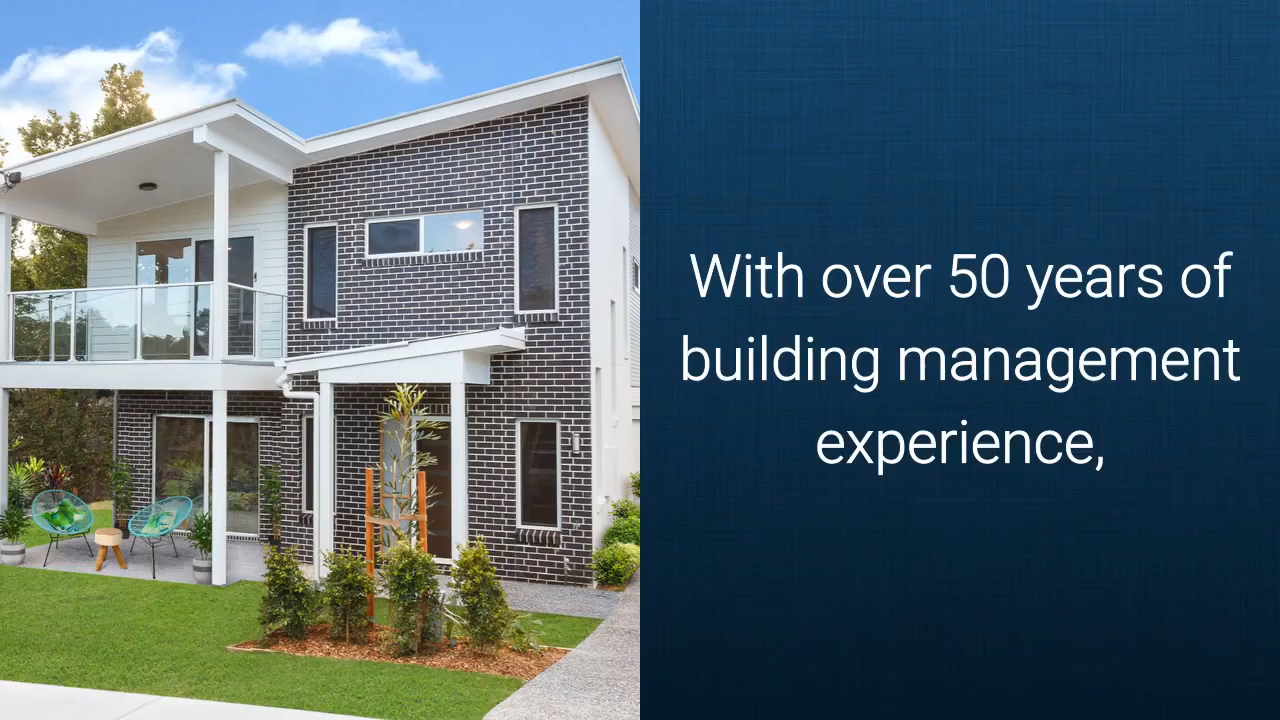 With over 50 years of
building management
experience,